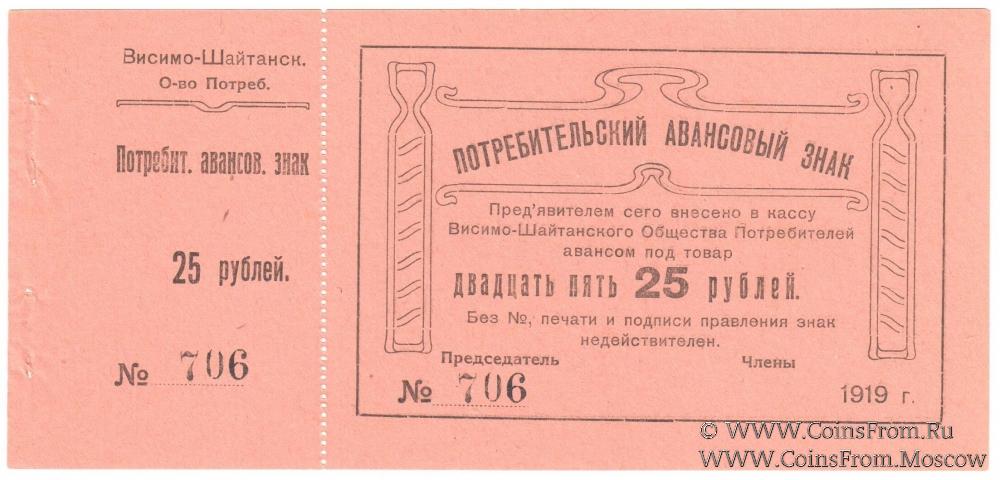 Висимо-Шайтанск.
О-во Потреб.
Потребит. авансов. знак
25 рублей.
№ 706
ПОТРЕБИТЕЛЬСКИЙ АВАНСОВЫЙ ЗНАК
Пред'явителем сего внесено в кассу
Висимо-Шайтанского Общества Потребителей
авансом под товар
двадцать пять 25 рублей.
Без №, печати и подписи правления знак
недействителен.
Председатель Члены
№ 706 1919 г.
© WWW.CoinsFrom.Ru
WWW.CoinsFrom.Moscow